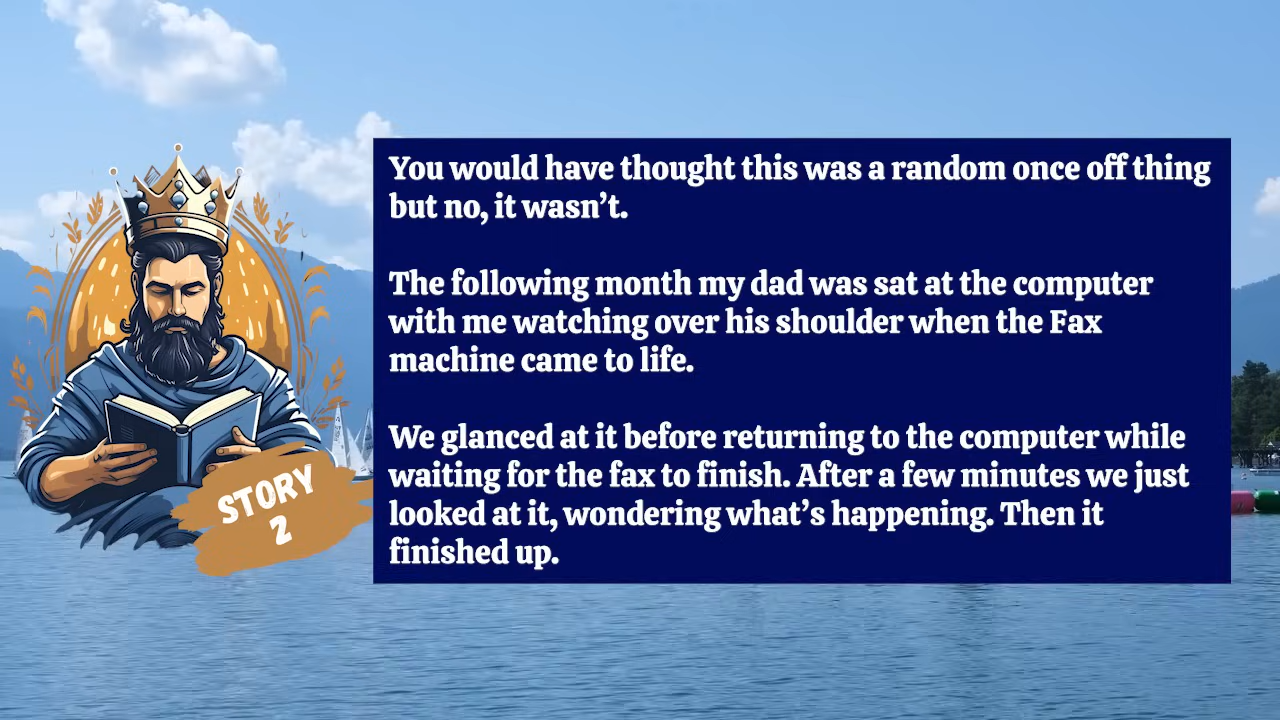 You would have thought this was a random once off thing
but no, it wasn’t.
The following month my dad was sat at the computer
with me watching over his shoulder when the Fax
machine came to life.
We glanced at it before returning to the computer while
waiting for the fax to finish. After a few minutes we just
looked at it, wondering what’s happening. Then it
finished up.
STORY
2